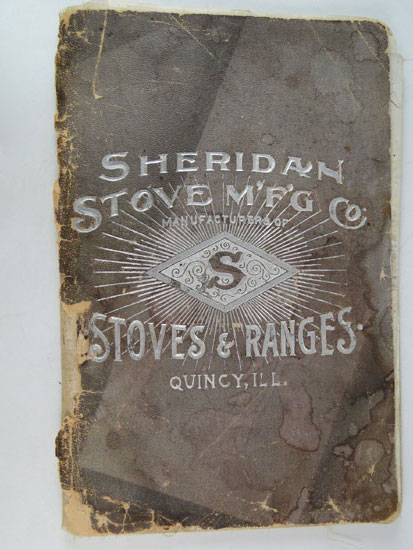 SHERIDAN
STOVE M'F'G CO.
MANUFACTURERS OF
S
STOVES & RANGES.
QUINCY, ILL.